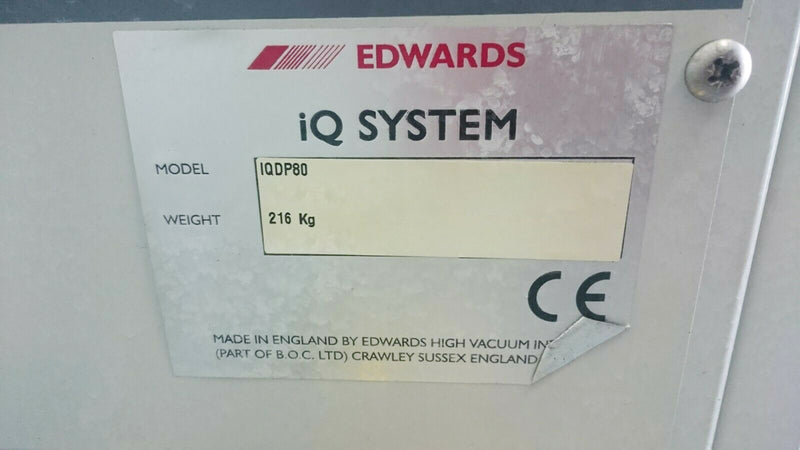 EDWARDS
iQ SYSTEM
MODEL IQDP80
WEIGHT 216 Kg
CE
MADE IN ENGLAND BY EDWARDS HIGH VACUUM
(PART OF B.O.C. LTD) CRAWLEY SUSSEX ENGLAND